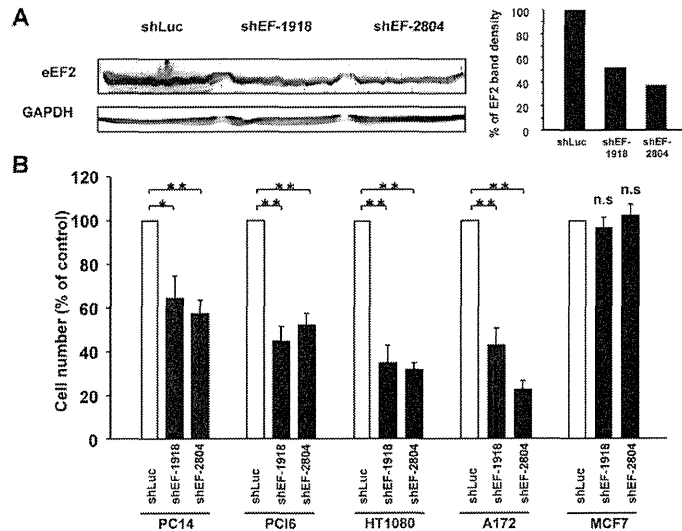 A
shLuc shEF-1918 shEF-2804
eEF2
GAPDH
% of EF2 band density
100
80
60
40
20
0
shLuc shEF-1918 shEF-2804
B
Cell number (% of control)
120
100
80
60
40
20
0
** ** ** **
* ** ** **
n.s n.s
shLuc shEF-1918 shEF-2804 shLuc shEF-1918 shEF-2804 shLuc shEF-1918 shEF-2804 shLuc shEF-1918 shEF-2804 shLuc shEF-1918 shEF-2804
PC14 PCI6 HT1080 A172 MCF7